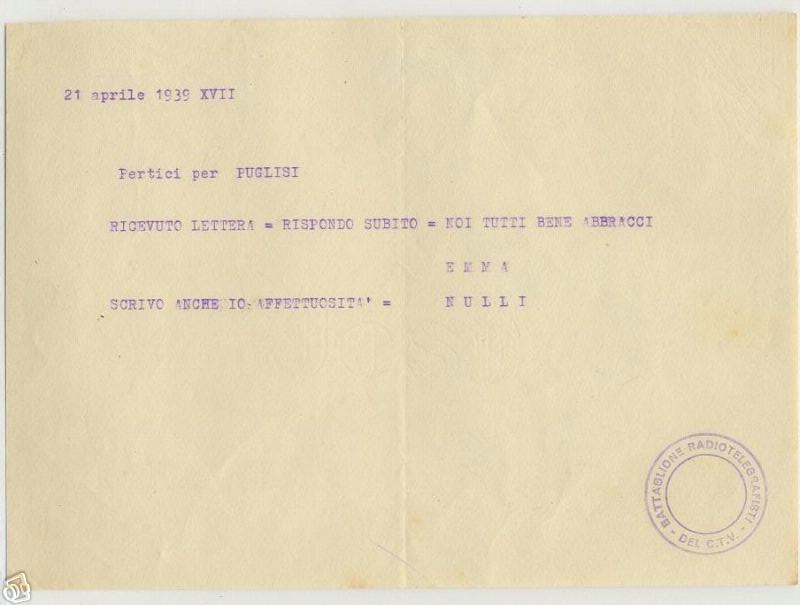 21 aprile 1939 XVII
Pertici per PUGLISI
RICEVUTO LETTERA = RISPONDO SUBITO = NOI TUTTI BENE ABBRACCI
E M M A
SCRIVO ANCHE IO AFFETTUOSITA' = N U L L I
BATTAGLIONE RADIOTELEGRAFISTI
- DEL C.T.V. -